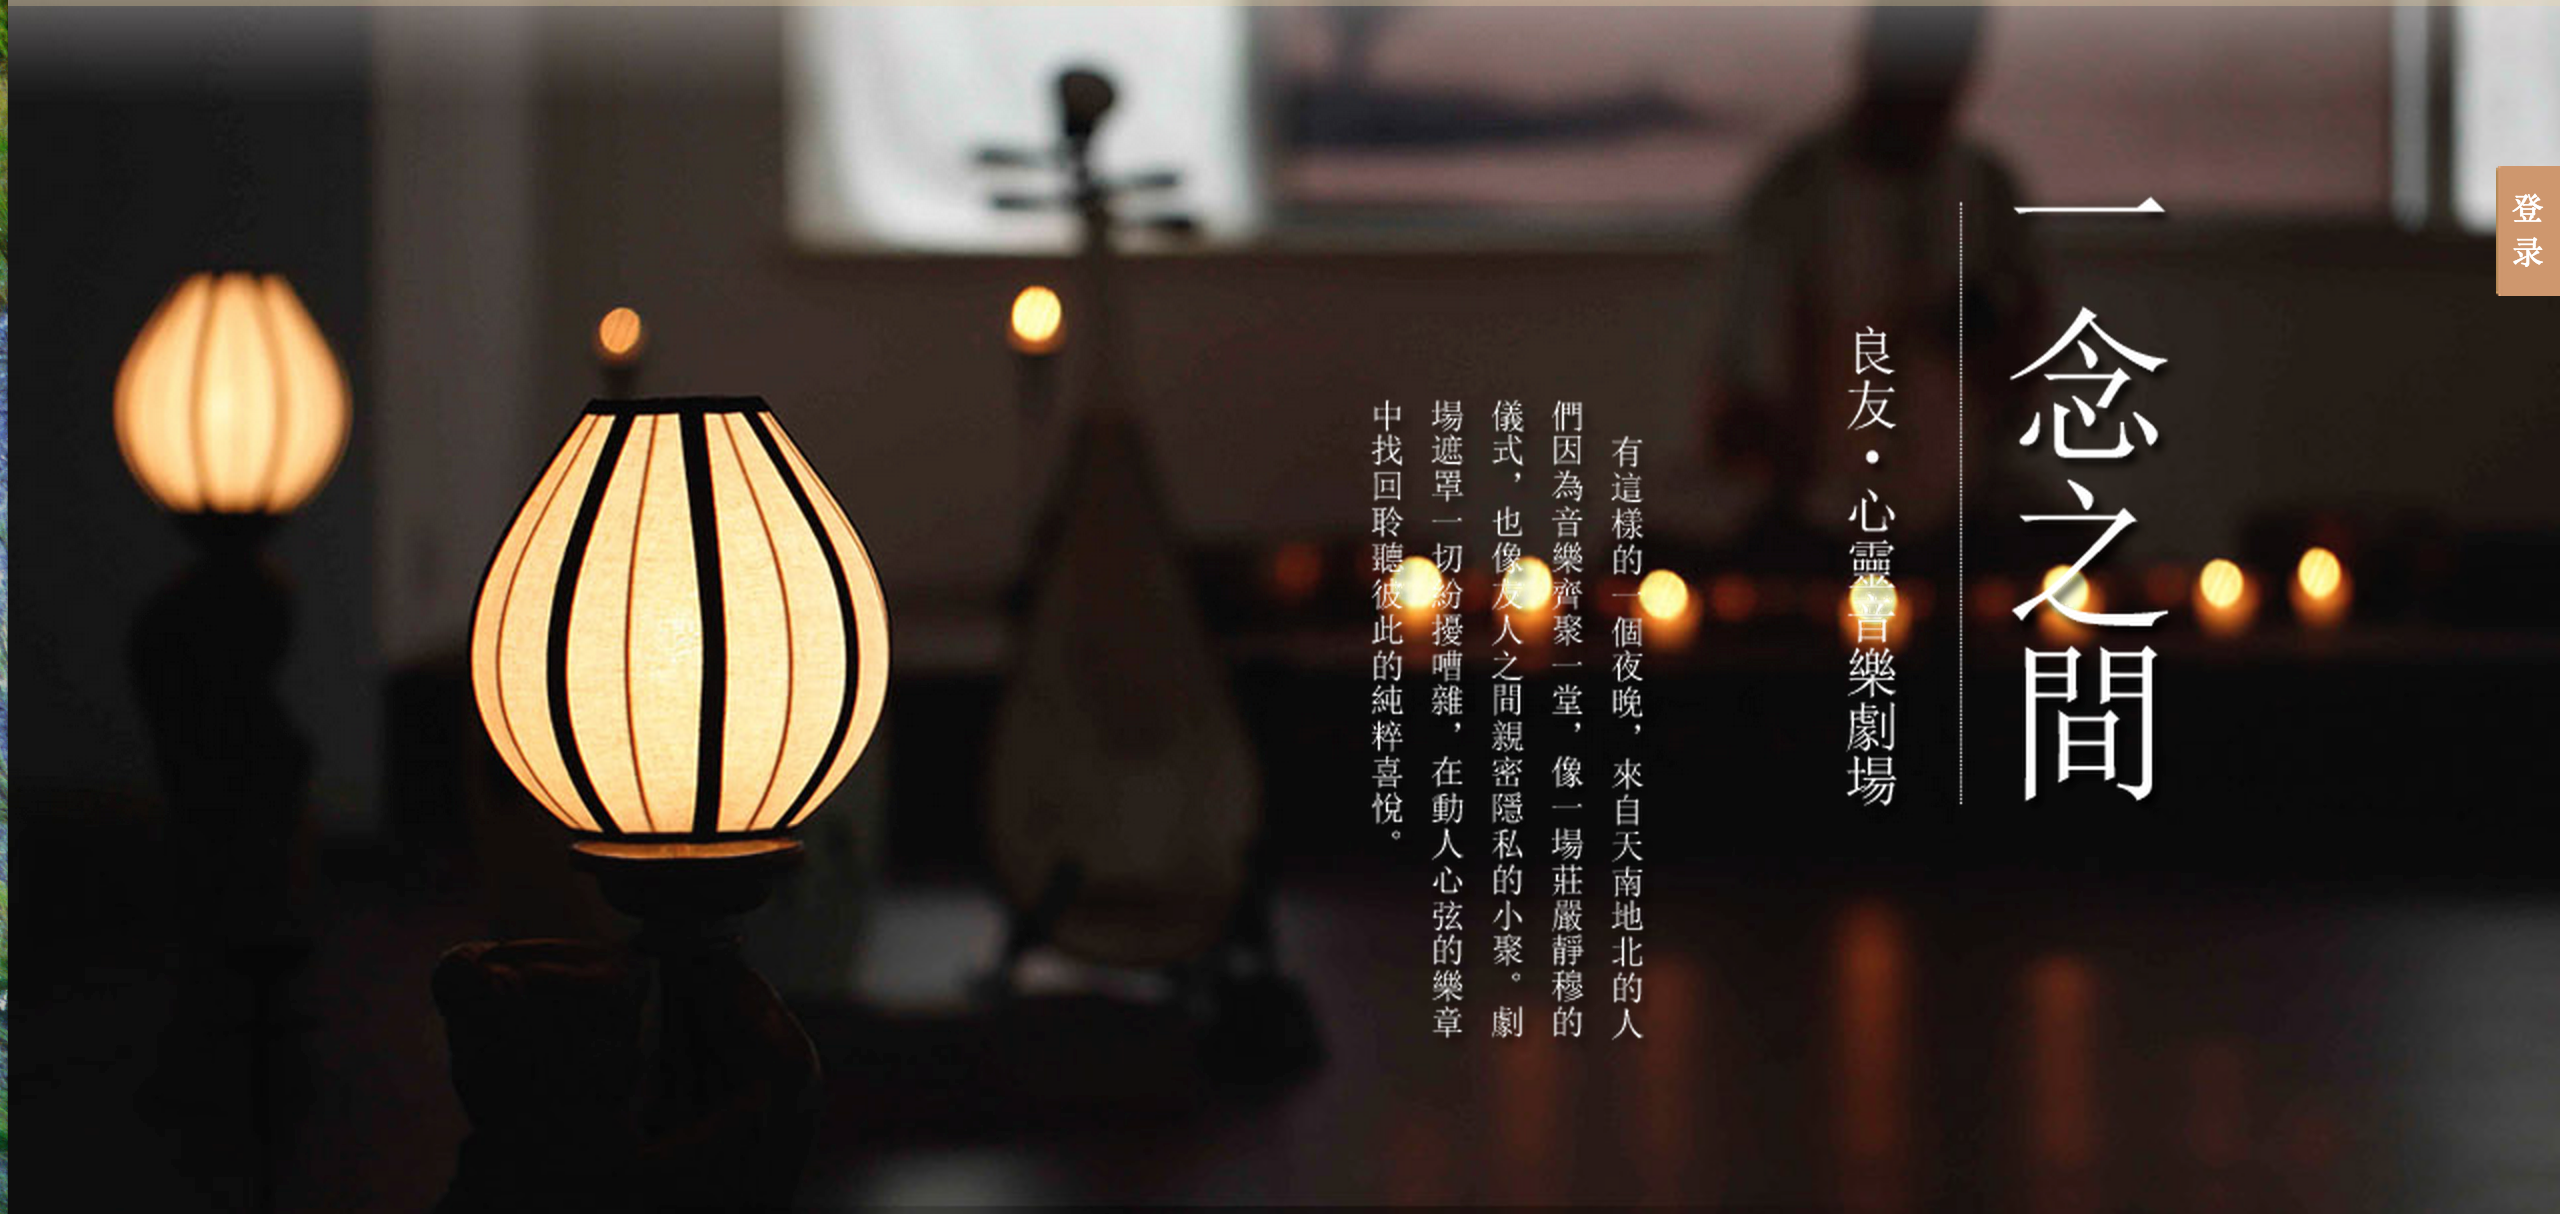 一念之間
良友・心靈音樂劇場
有這樣的一個夜晚，來自天南地北的人
們因為音樂齊聚一堂，像一場莊嚴靜穆的
儀式，也像友人之間親密隱私的小聚。劇
場遮罩一切紛擾嘈雜，在動人心弦的樂章
中找回聆聽彼此的純粹喜悅。
登录